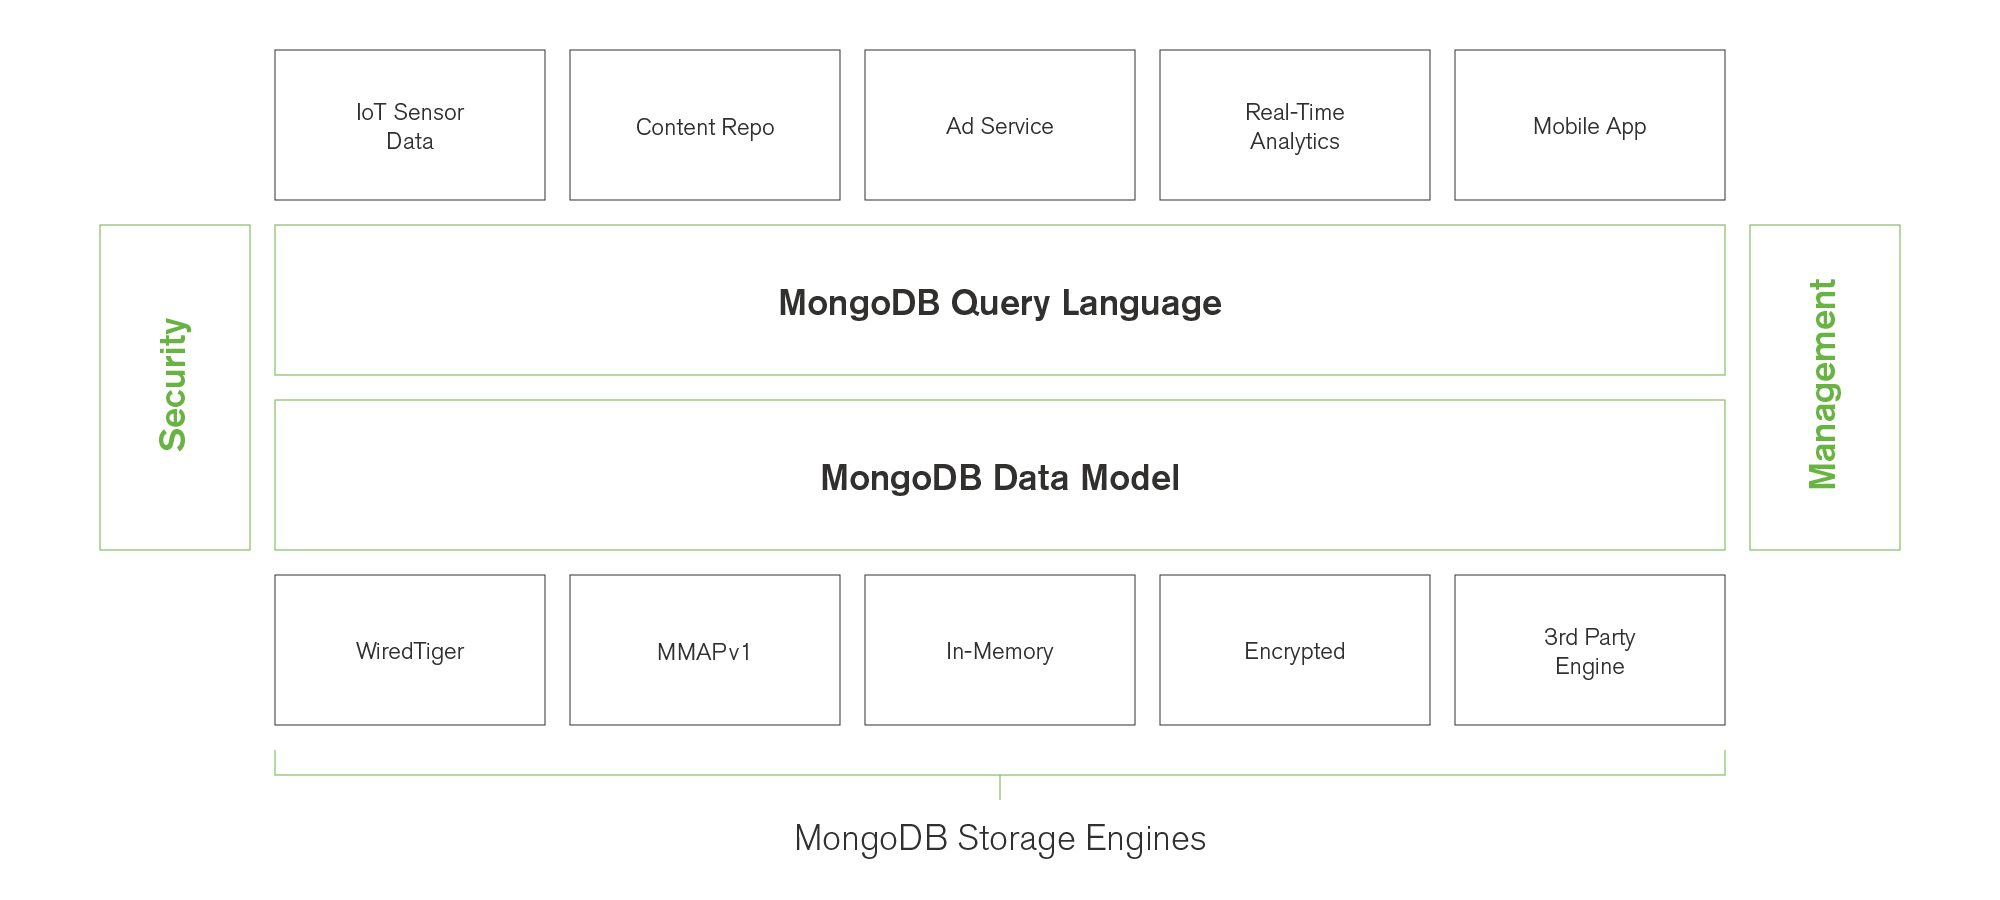 IoT Sensor
Data
Content Repo
Ad Service
Real-Time
Analytics
Mobile App
Security
MongoDB Query Language
MongoDB Data Model
Management
WiredTiger
MMAPv1
In-Memory
Encrypted
3rd Party
Engine
MongoDB Storage Engines